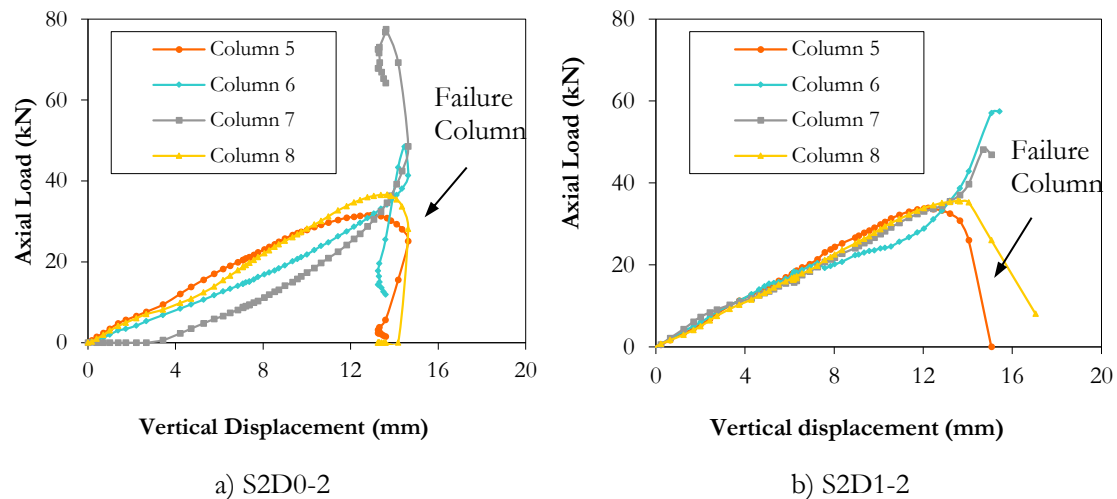 80
60
40
20
0
Axial Load (kN)
Column 5
Column 6
Column 7
Column 8
Failure
Column
0 4 8 12 16 20
Vertical Displacement (mm)
a) S2D0-2
80
60
40
20
0
Axial Load (kN)
Column 5
Column 6
Column 7
Column 8
Failure
Column
0 4 8 12 16 20
Vertical displacement (mm)
b) S2D1-2